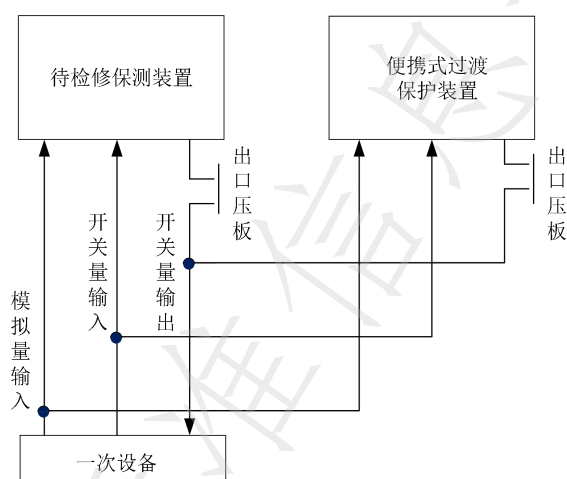 待检修保测装置
便携式过渡
保护装置
出口压板
出口压板
开关量输入
开关量输出
模拟量输入
一次设备